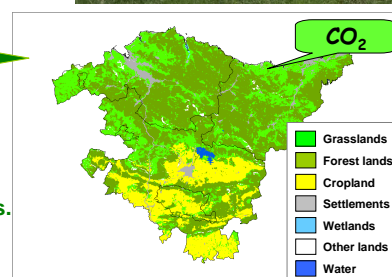 CO₂
Grasslands
Forest lands
Cropland
s.
Settlements
Wetlands
Other lands
Water